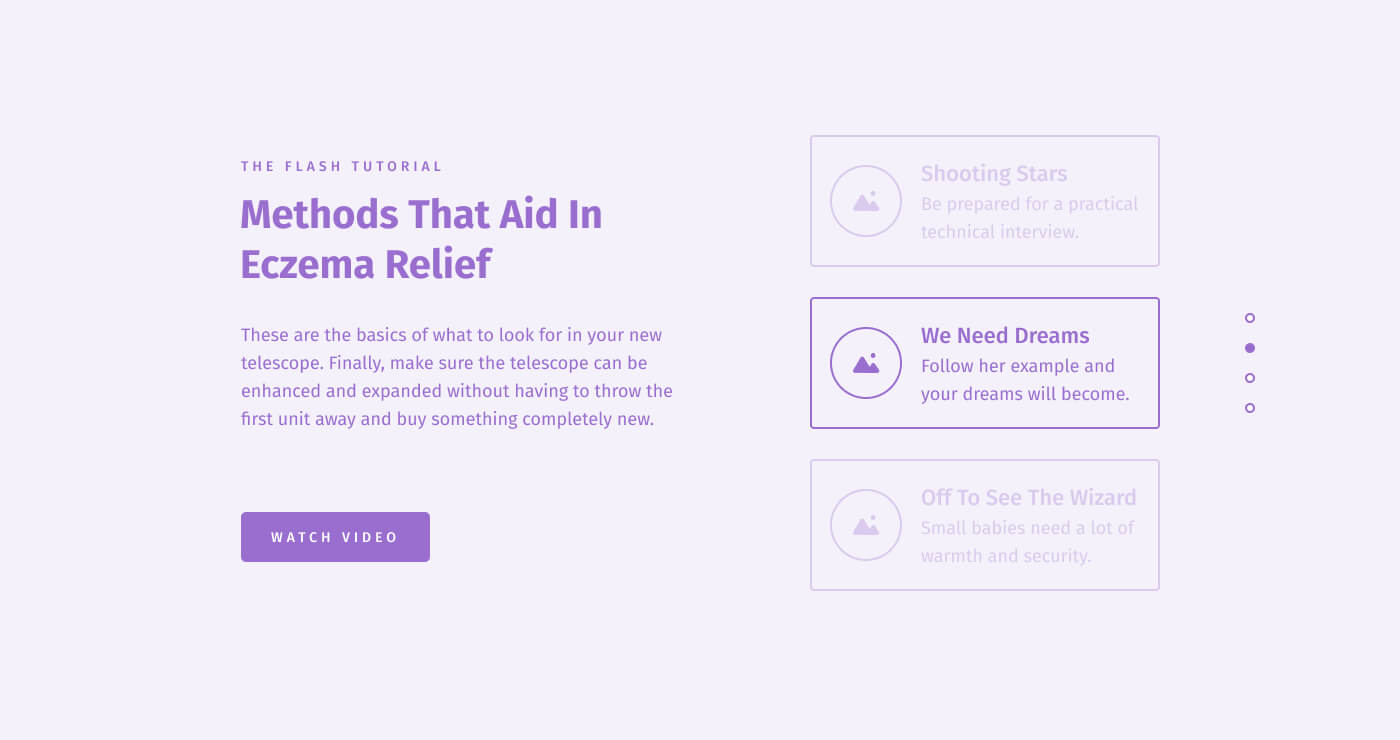 THE FLASH TUTORIAL
Methods That Aid In
Eczema Relief
These are the basics of what to look for in your new
telescope. Finally, make sure the telescope can be
enhanced and expanded without having to throw the
first unit away and buy something completely new.
WATCH VIDEO
Shooting Stars
Be prepared for a practical
technical interview.
We Need Dreams
Follow her example and
your dreams will become.
Off To See The Wizard
Small babies need a lot of
warmth and security.